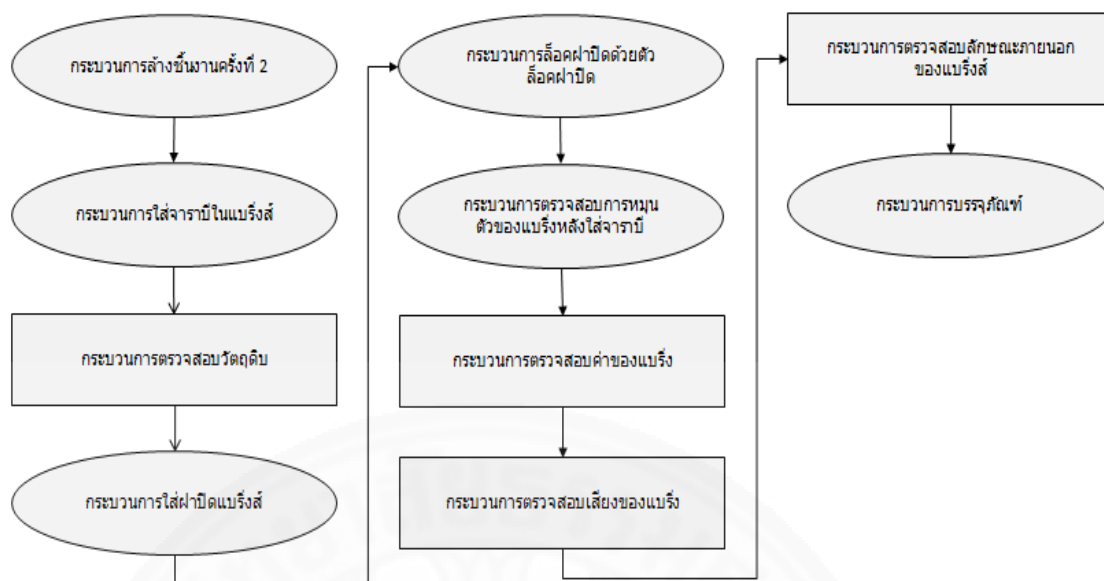 กระบวนการล้างชิ้นงานครั้งที่ 2
กระบวนการใส่จาราบีในแบริ่งส์
กระบวนการตรวจสอบวัตถุดิบ
กระบวนการใส่ฝาปิดแบริ่งส์
กระบวนการล็อคฝาปิดด้วยตัว
ล็อคฝาปิด
กระบวนการตรวจสอบการหมุน
ตัวของแบริ่งหลังใส่จาราบี
กระบวนการตรวจสอบค่าของแบริ่ง
กระบวนการตรวจสอบเสียงของแบริ่ง
กระบวนการตรวจสอบลักษณะภายนอก
ของแบริ่งส์
กระบวนการบรรจุภัณฑ์